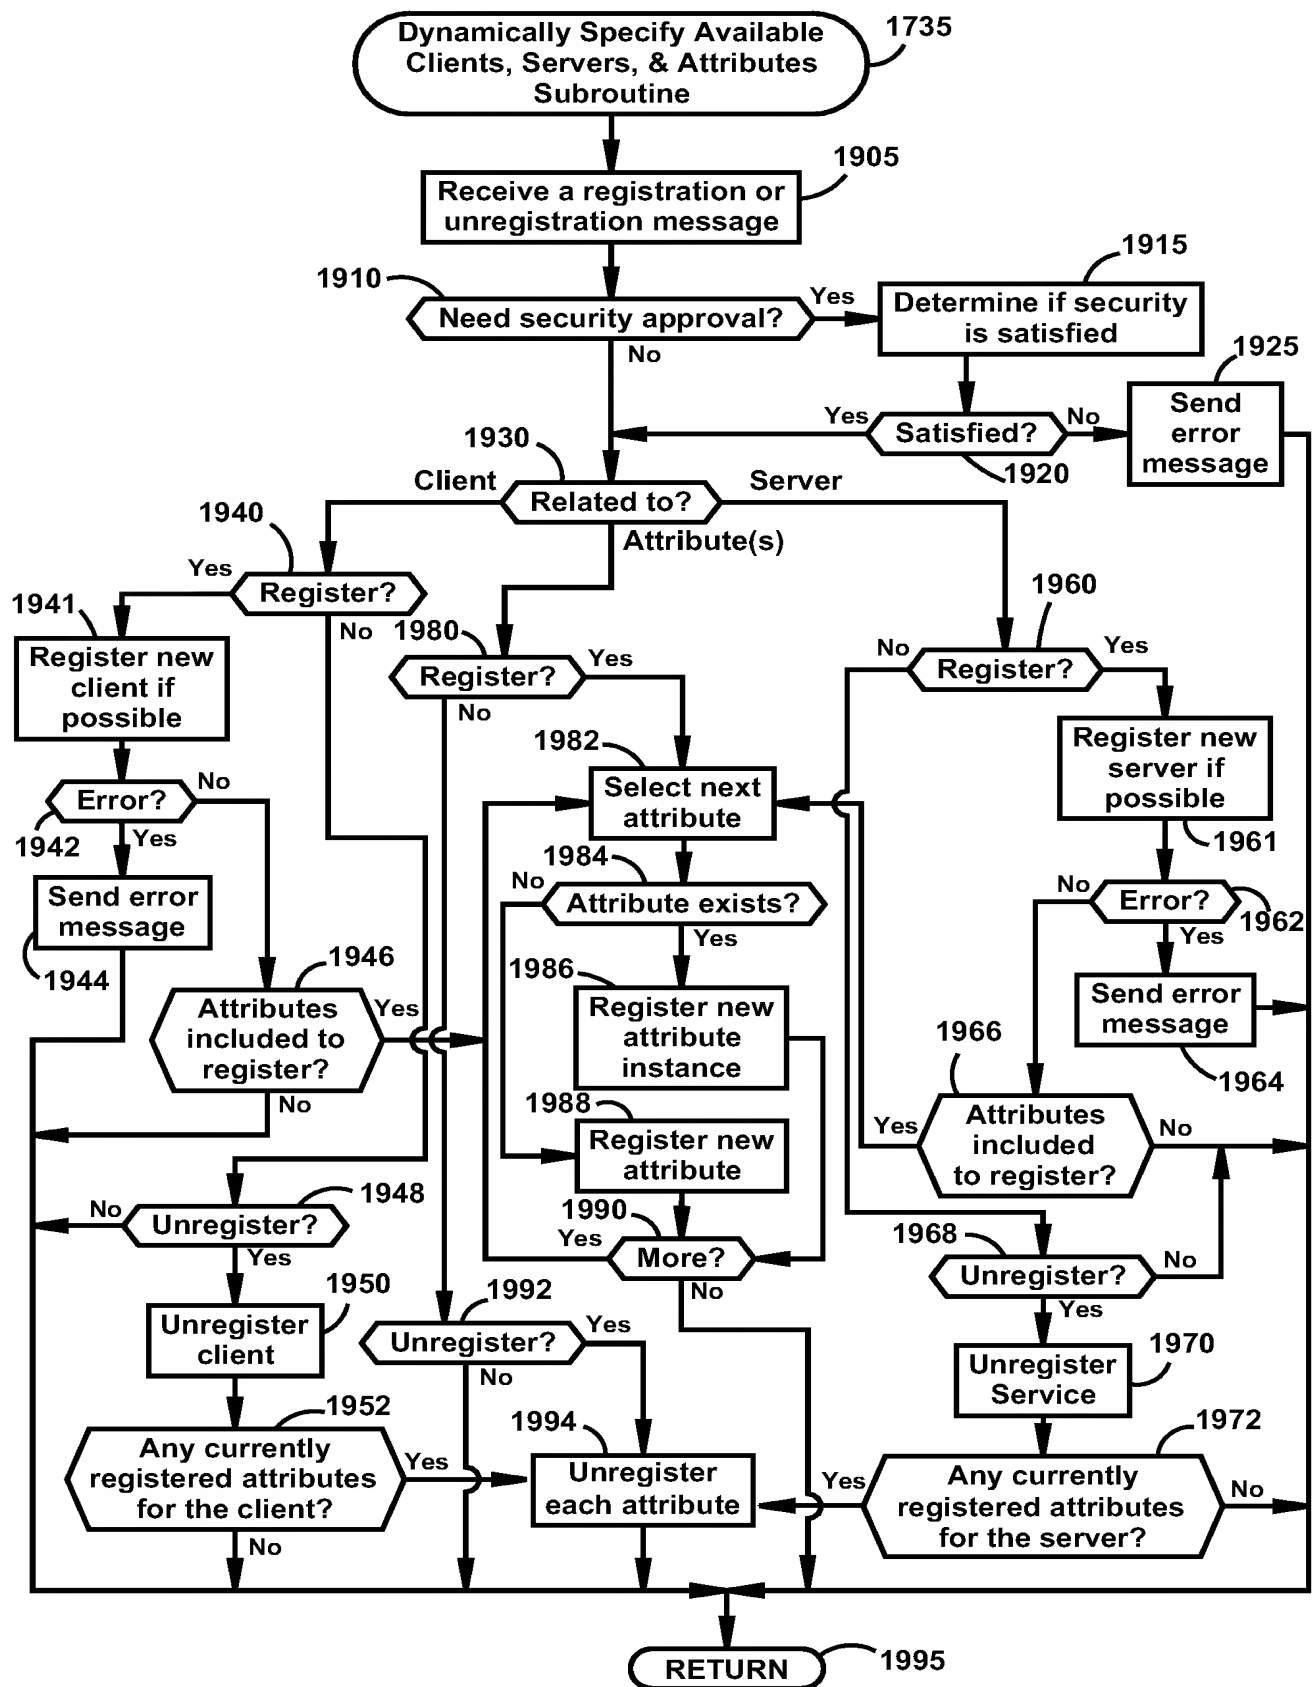 Dynamically Specify Available
Clients, Servers, & Attributes
Subroutine
1735
1905
Receive a registration or
unregistration message
1910
Need security approval?
Yes
No
1915
Determine if security
is satisfied
1925
Send
error
message
Yes
Satisfied?
No
1920
1930
Client
Related to?
Server
Attribute(s)
1940
Yes
Register?
No
1941
Register new
client if
possible
Error?
No
1942
Yes
Send error
message
1944
1946
Attributes
included to
register?
Yes
No
1948
No
Unregister?
Yes
1950
Unregister
client
1952
Any currently
registered attributes
for the client?
Yes
No
1980
Register?
Yes
No
1982
Select next
attribute
1984
No
Attribute exists?
Yes
1986
Register new
attribute
instance
1988
Register new
attribute
1990
Yes
More?
No
1992
Unregister?
Yes
No
1994
Unregister
each attribute
1960
No
Register?
Yes
Register new
server if
possible
1961
No
Error?
1962
Yes
Send error
message
1964
1966
Yes
Attributes
included
to register?
No
1968
Unregister?
No
Yes
1970
Unregister
Service
1972
Yes
Any currently
registered attributes
for the server?
No
RETURN
1995